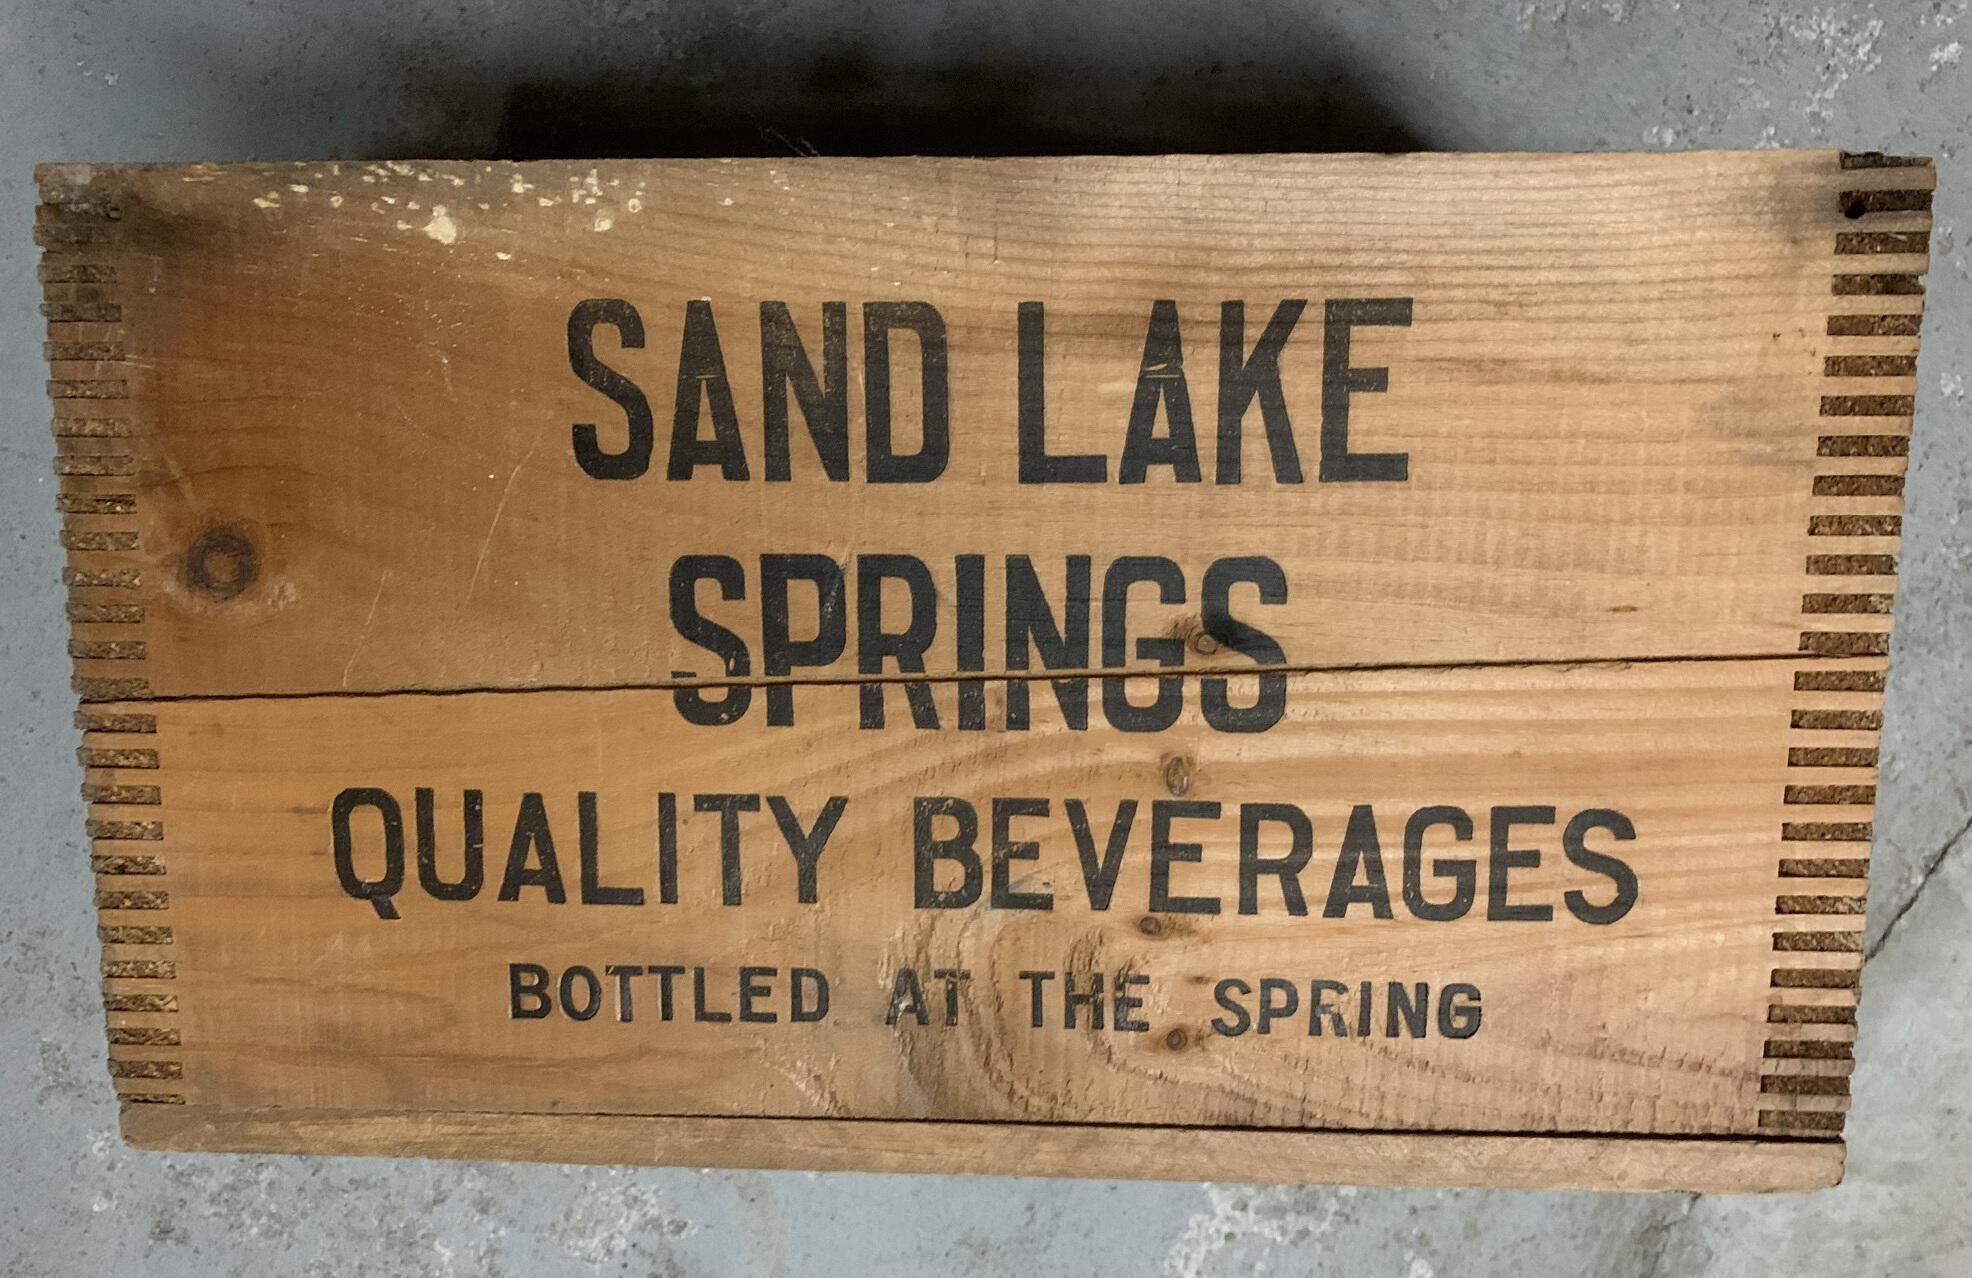 SAND LAKE
SPRINGS
QUALITY BEVERAGES
BOTTLED AT THE SPRING